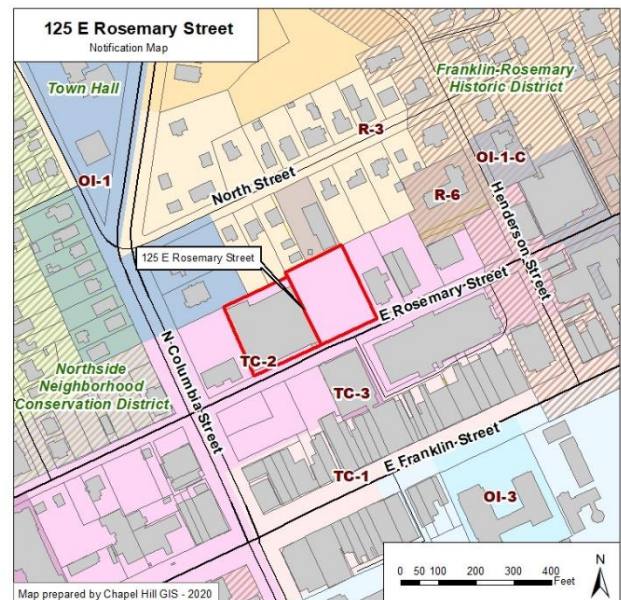 125 E Rosemary Street
Notification Map
Town Hall
Franklin-Rosemary
Historic District
R-3
OI-1
OI-1-C
North Street
R-6
Henderson Street
125 E Rosemary Street
E Rosemary Street
N Columbia Street
TC-2
Northside
Neighborhood
Conservation District
TC-3
E Franklin Street
TC-1
OI-3
0 50 100 200 300 400
Feet
N
Map prepared by Chapel Hill GIS - 2020